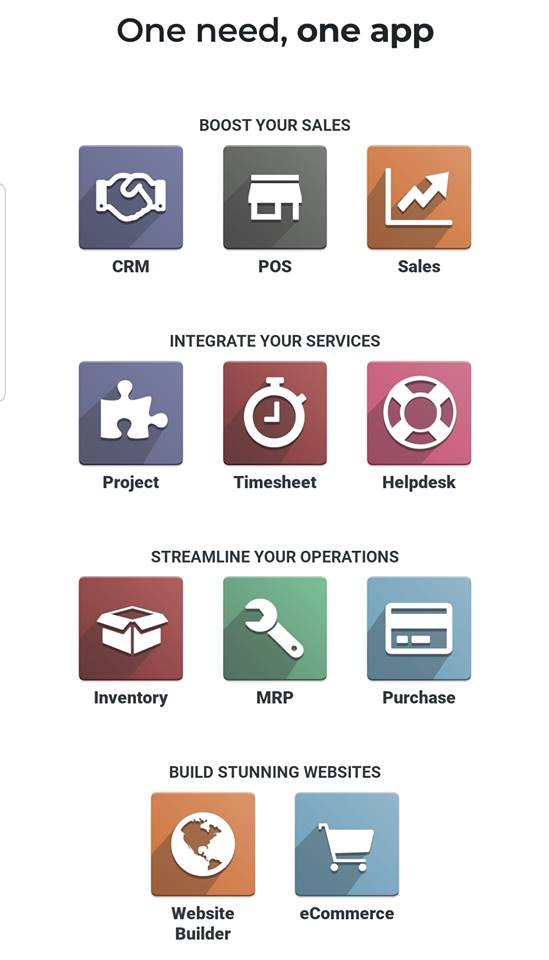 One need, one app
BOOST YOUR SALES
CRM
POS
Sales
INTEGRATE YOUR SERVICES
Project
Timesheet
Helpdesk
STREAMLINE YOUR OPERATIONS
Inventory
MRP
Purchase
BUILD STUNNING WEBSITES
Website
Builder
eCommerce